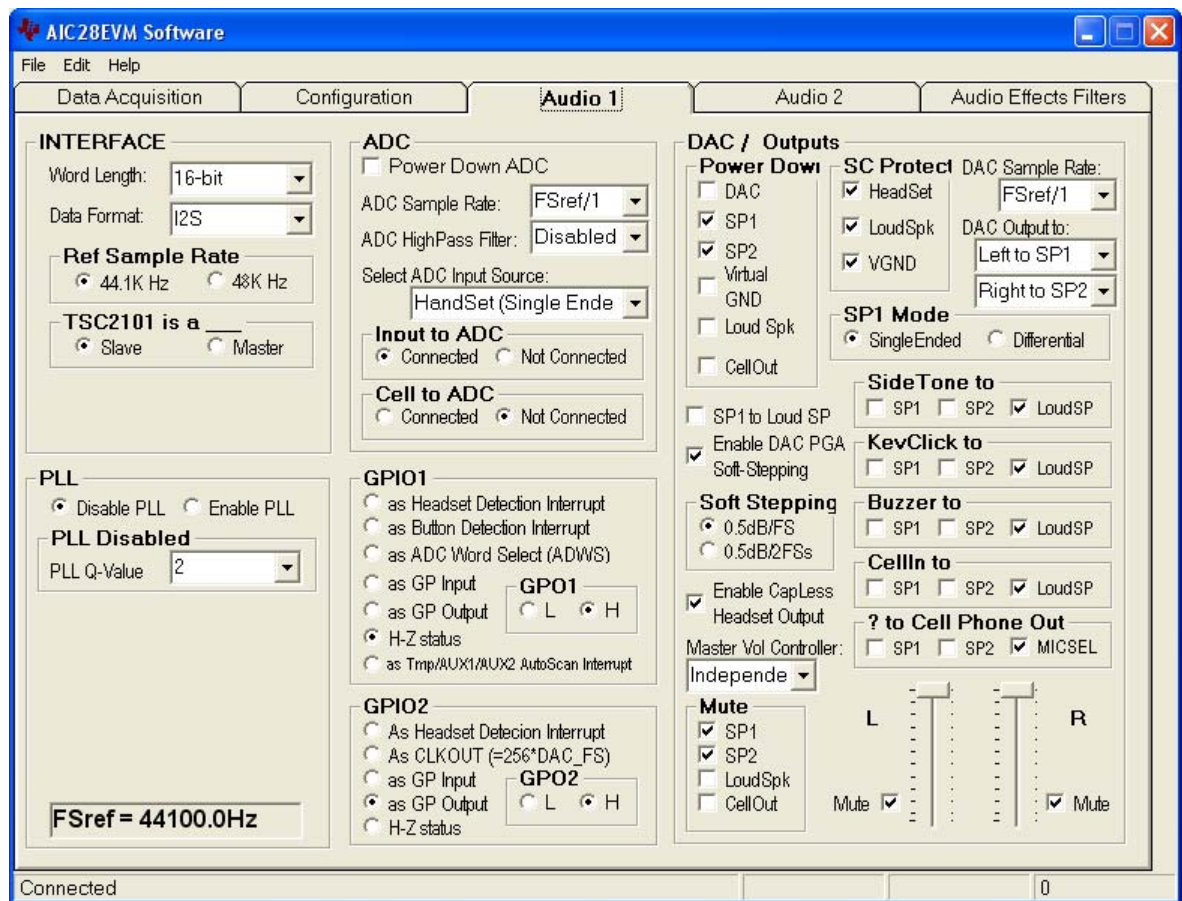 AIC28EVM Software
File Edit Help
Data Acquisition
Configuration
Audio 1
Audio 2
Audio Effects Filters
INTERFACE
Word Length: 16-bit
Data Format: I2S
Ref Sample Rate
44.1K Hz 48K Hz
TSC2101 is a ___
Slave Master
PLL
Disable PLL Enable PLL
PLL Disabled
PLL Q-Value 2
FSref = 44100.0Hz
ADC
Power Down ADC
ADC Sample Rate: FSref/1
ADC HighPass Filter: Disabled
Select ADC Input Source:
HandSet (Single Ende
Input to ADC
Connected Not Connected
Cell to ADC
Connected Not Connected
GPIO1
as Headset Detection Interrupt
as Button Detection Interrupt
as ADC Word Select (ADWS)
as GP Input
as GP Output
H-Z status
as Tmp/AUX1/AUX2 AutoScan Interrupt
GPO1
L H
GPIO2
As Headset Detecion Interrupt
As CLKOUT (=256*DAC_FS)
as GP Input
as GP Output
H-Z status
GPO2
L H
DAC / Outputs
Power Down
DAC
SP1
SP2
Virtual
GND
Loud Spk
CellOut
SC Protect
HeadSet
LoudSpk
VGND
DAC Sample Rate:
FSref/1
DAC Output to:
Left to SP1
Right to SP2
SP1 Mode
SingleEnded Differential
SP1 to Loud SP
Enable DAC PGA
Soft-Stepping
Soft Stepping
0.5dB/FS
0.5dB/2FSs
Enable CapLess
Headset Output
Master Vol Controller:
Independe
Mute
SP1
SP2
LoudSpk
CellOut
SideTone to
SP1 SP2 LoudSP
KeyClick to
SP1 SP2 LoudSP
Buzzer to
SP1 SP2 LoudSP
CellIn to
SP1 SP2 LoudSP
? to Cell Phone Out
SP1 SP2 MICSEL
L R
Mute Mute
Connected 0